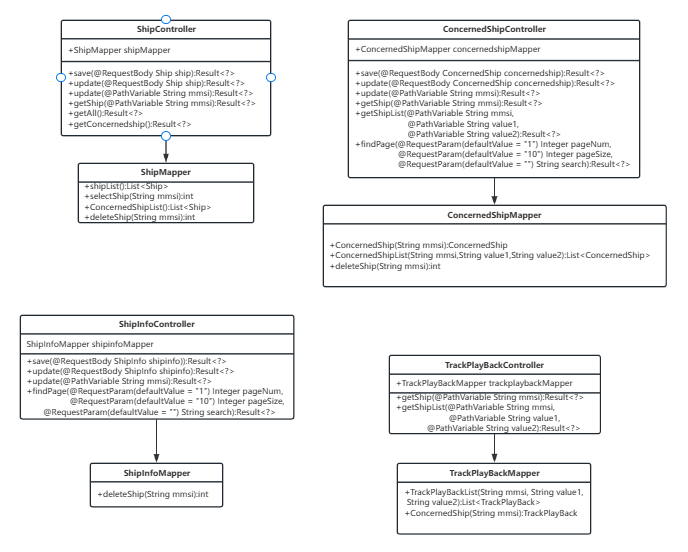 ShipController
+ShipMapper shipMapper
+save(@RequestBody Ship ship):Result<?>
+update(@RequestBody Ship ship):Result<?>
+update(@PathVariable String mmsi):Result<?>
+getShip(@PathVariable String mmsi):Result<?>
+getAll():Result<?>
+getConcernedship():Result<?>
ShipMapper
+shipList():List<Ship>
+selectShip(String mmsi):int
+ConcernedShipList():List<Ship>
+deleteShip(String mmsi):int
ConcernedShipController
+ConcernedShipMapper concernedshipMapper
+save(@RequestBody ConcernedShip concernedship):Result<?>
+update(@RequestBody ConcernedShip concernedship):Result<?>
+update(@PathVariable String mmsi):Result<?>
+getShip(@PathVariable String mmsi):Result<?>
+getShipList(@PathVariable String mmsi,
@PathVariable String value1,
@PathVariable String value2):Result<?>
+findPage(@RequestParam(defaultValue = "1") Integer pageNum,
@RequestParam(defaultValue = "10") Integer pageSize,
@RequestParam(defaultValue = "") String search):Result<?>
ConcernedShipMapper
+ConcernedShip(String mmsi):ConcernedShip
+ConcernedShipList(String mmsi,String value1,String value2):List<ConcernedShip>
+deleteShip(String mmsi):int
ShipInfoController
ShipInfoMapper shipinfoMapper
+save(@RequestBody ShipInfo shipinfo)):Result<?>
+update(@RequestBody ShipInfo shipinfo):Result<?>
+update(@PathVariable String mmsi):Result<?>
+findPage(@RequestParam(defaultValue = "1") Integer pageNum,
@RequestParam(defaultValue = "10") Integer pageSize,
@RequestParam(defaultValue = "") String search):Result<?>
ShipInfoMapper
+deleteShip(String mmsi):int
TrackPlayBackController
+TrackPlayBackMapper trackplaybackMapper
+getShip(@PathVariable String mmsi):Result<?>
+getShipList(@PathVariable String mmsi,
@PathVariable String value1,
@PathVariable String value2):Result<?>
TrackPlayBackMapper
+TrackPlayBackList(String mmsi, String value1,
String value2):List<TrackPlayBack>
+ConcernedShip(String mmsi):TrackPlayBack